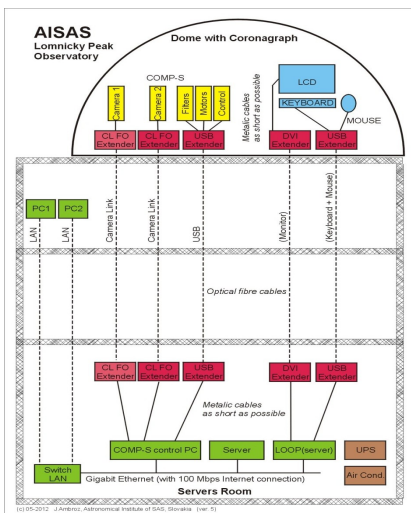 AISAS
Lomnicky Peak
Observatory
Dome with Coronagraph
COMP-S
Camera 1
Camera 2
Filters
Motors
Control
Metalic cables
as short as possible
LCD
KEYBOARD
MOUSE
CL FO
Extender
CL FO
Extender
USB
Extender
DVI
Extender
USB
Extender
PC1
PC2
LAN
LAN
Camera Link
Camera Link
USB
(Monitor)
(Keyboard + Mouse)
Optical fibre cables
CL FO
Extender
CL FO
Extender
USB
Extender
DVI
Extender
USB
Extender
Metalic cables
as short as possible
COMP-S control PC
Server
LOOP(server)
UPS
Switch
LAN
Gigabit Ethernet (with 100 Mbps Internet connection)
Air Cond.
Servers Room
(c) 05-2012 J.Ambroz, Astronomical Institute of SAS, Slovakia (ver. 5)